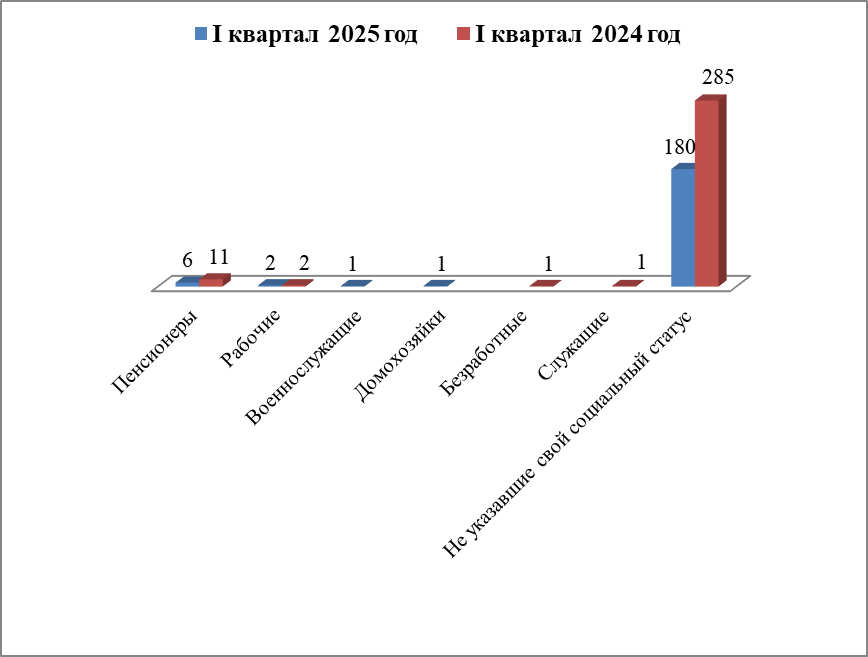 I квартал 2025 год I квартал 2024 год
285
180
6 11 2 2 1 1 1 1
Пенсионеры
Рабочие
Военнослужащие
Домохозяйки
Безработные
Служащие
Не указавшие свой социальный статус